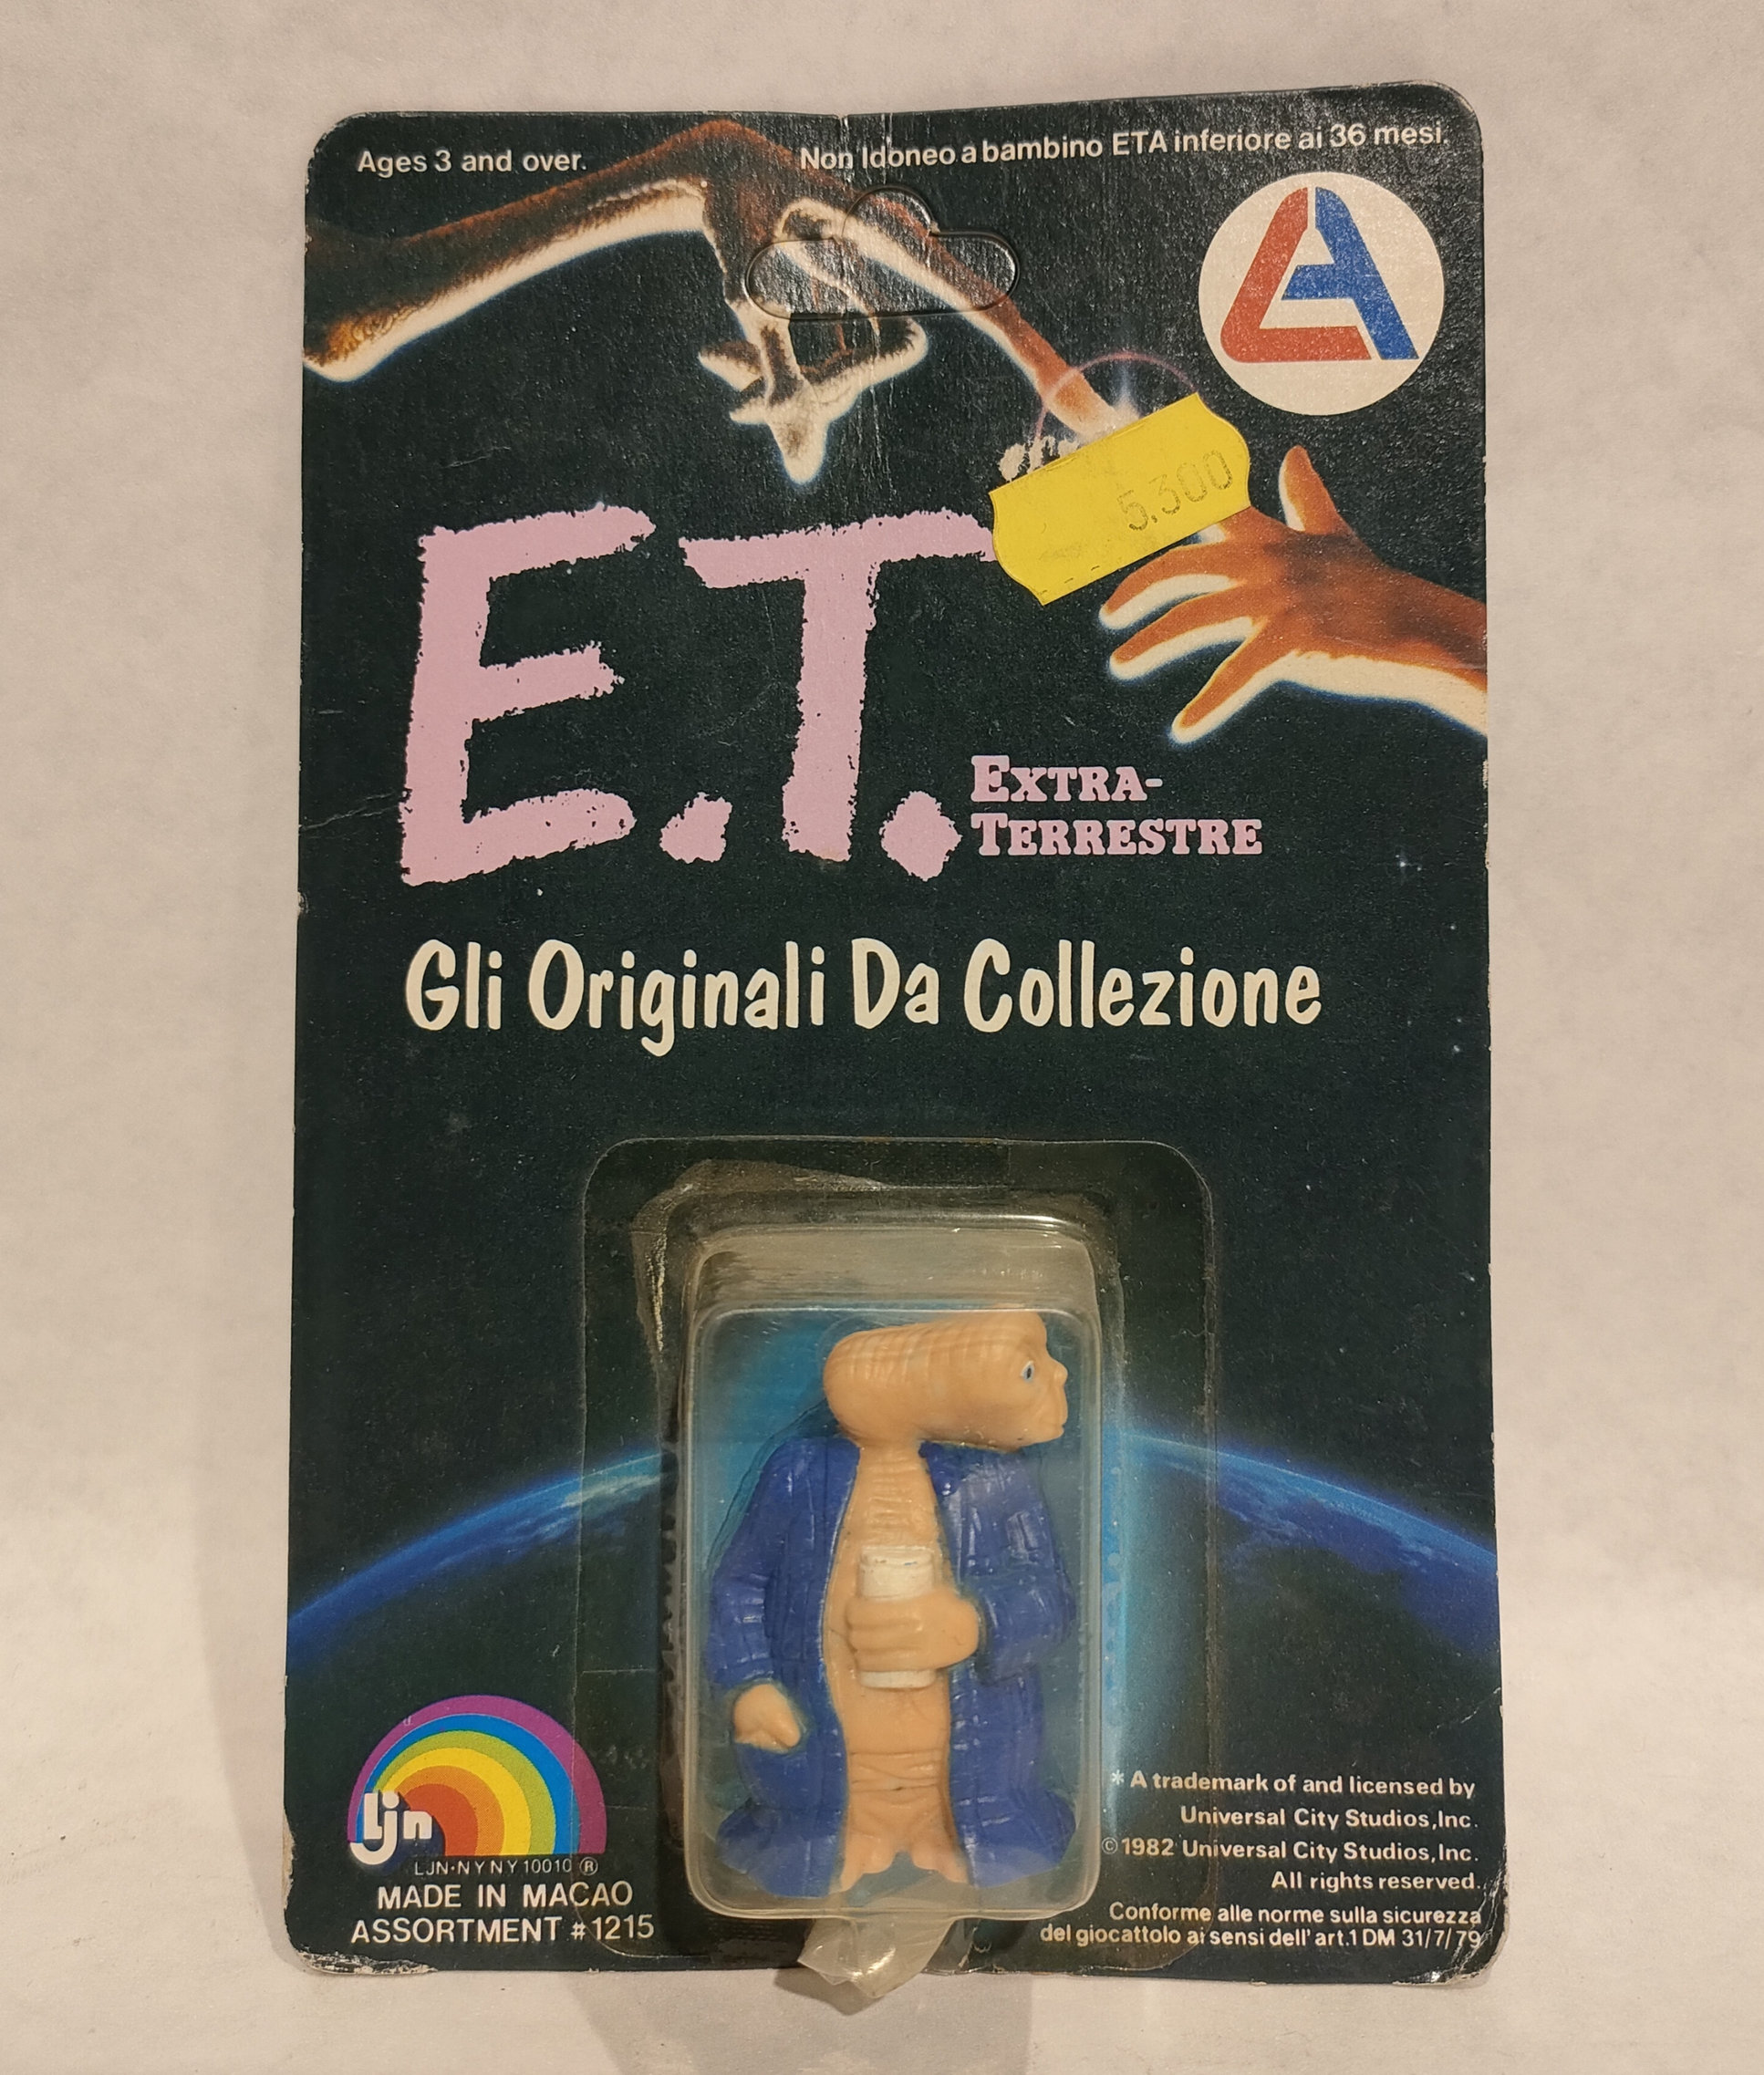 Ages 3 and over.
Non Idoneo a bambino ETA inferiore ai 36 mesi.
5.300
E.T.
EXTRA-
TERRESTRE
Gli Originali Da Collezione
ljn
LJN·NY NY 10010 ®
MADE IN MACAO
ASSORTMENT #1215
* A trademark of and licensed by
Universal City Studios,Inc.
©1982 Universal City Studios,Inc.
All rights reserved.
Conforme alle norme sulla sicurezza
del giocattolo ai sensi dell' art.1 DM 31/7/79